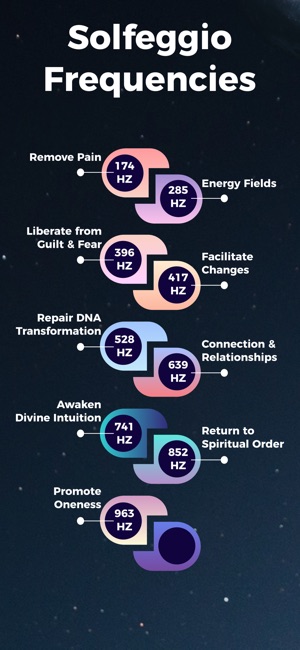 Solfeggio
Frequencies
Remove Pain
174
HZ
285
HZ
Energy Fields
Liberate from
Guilt & Fear
396
HZ
417
HZ
Facilitate
Changes
Repair DNA
Transformation
528
HZ
639
HZ
Connection &
Relationships
Awaken
Divine Intuition
741
HZ
852
HZ
Return to
Spiritual Order
Promote
Oneness
963
HZ